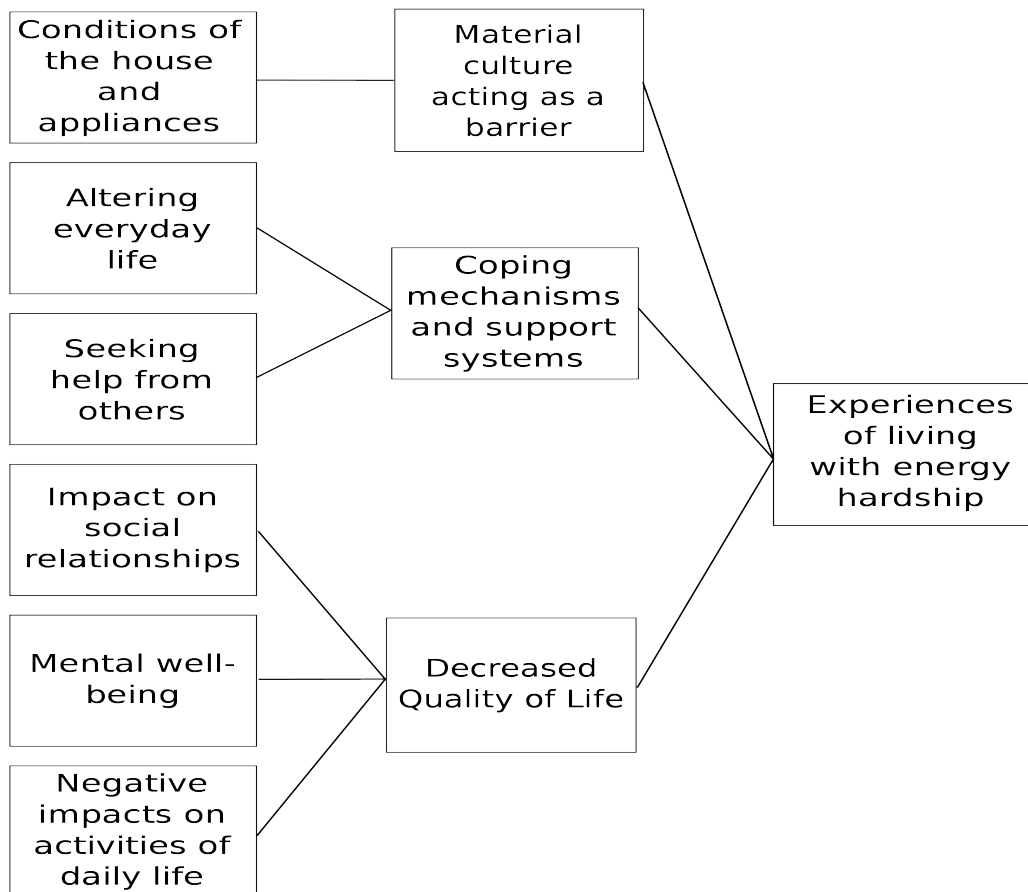 Conditions of
the house
and
appliances
Material
culture
acting as a
barrier
Altering
everyday
life
Coping
mechanisms
and support
systems
Seeking
help from
others
Experiences
of living
with energy
hardship
Impact on
social
relationships
Mental well-
being
Decreased
Quality of Life
Negative
impacts on
activities of
daily life